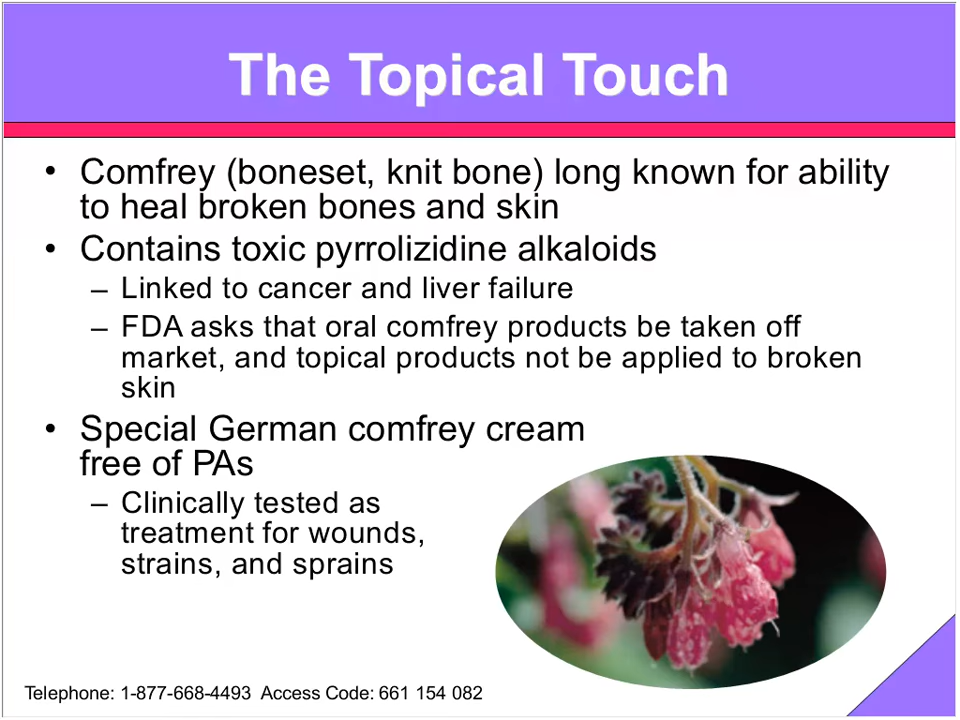 The Topical Touch
• Comfrey (boneset, knit bone) long known for ability
to heal broken bones and skin
• Contains toxic pyrrolizidine alkaloids
– Linked to cancer and liver failure
– FDA asks that oral comfrey products be taken off
market, and topical products not be applied to broken
skin
• Special German comfrey cream
free of PAs
– Clinically tested as
treatment for wounds,
strains, and sprains
Telephone: 1-877-668-4493  Access Code: 661 154 082